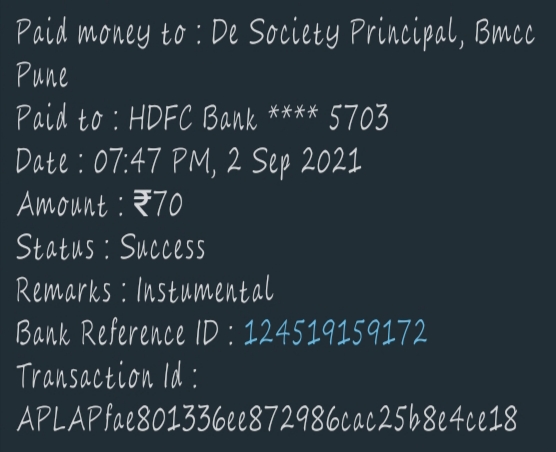 Paid money to : De Society Principal, Bmcc
Pune
Paid to : HDFC Bank **** 5703
Date : 07:47 PM, 2 Sep 2021
Amount : ₹70
Status : Success
Remarks : Instumental
Bank Reference ID : 124519159172
Transaction Id :
APLAPfae801336ee872986cac25b8e4ce18